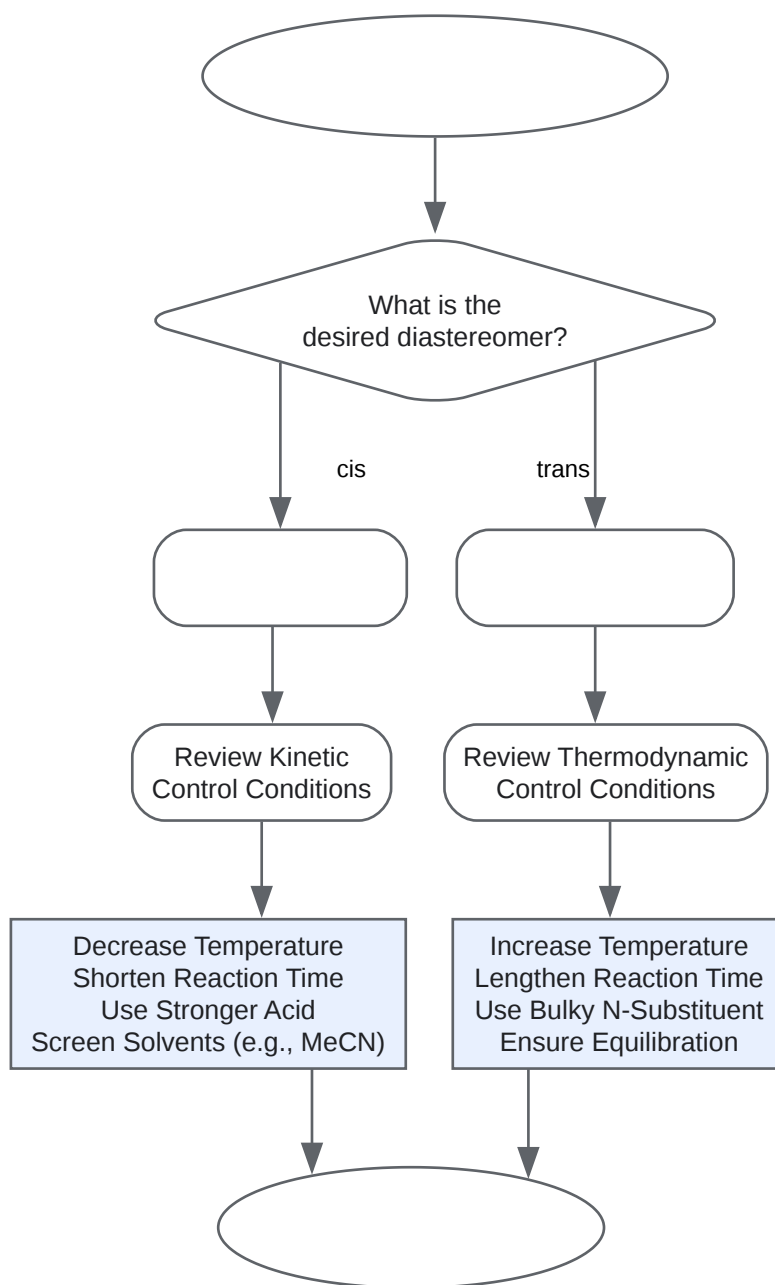 What is the
desired diastereomer?
cis
trans
Review Kinetic
Control Conditions
Review Thermodynamic
Control Conditions
Decrease Temperature
Shorten Reaction Time
Use Stronger Acid
Screen Solvents (e.g., MeCN)
Increase Temperature
Lengthen Reaction Time
Use Bulky N-Substituent
Ensure Equilibration